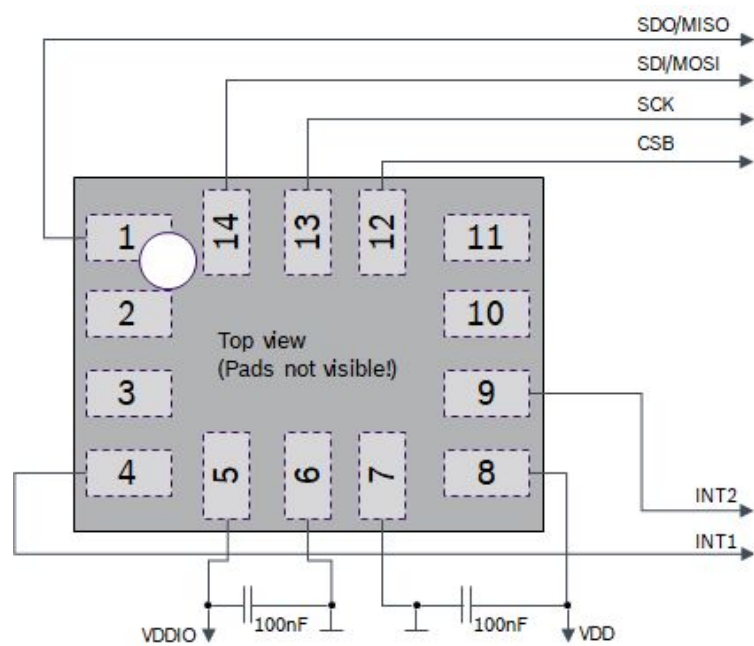 SDO/MISO
SDI/MOSI
SCK
CSB
1
14
13
12
11
2
10
Top view
(Pads not visible!)
3
9
4
5
6
7
8
INT2
INT1
100nF
100nF
VDDIO
VDD